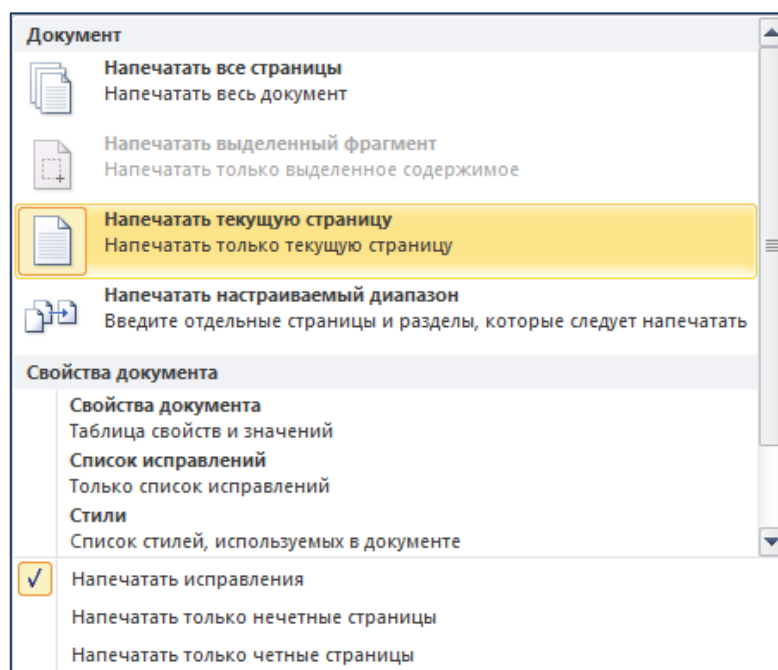 Документ
Напечатать все страницы
Напечатать весь документ
Напечатать выделенный фрагмент
Напечатать только выделенное содержимое
Напечатать текущую страницу
Напечатать только текущую страницу
Напечатать настраиваемый диапазон
Введите отдельные страницы и разделы, которые следует напечатать
Свойства документа
Свойства документа
Таблица свойств и значений
Список исправлений
Только список исправлений
Стили
Список стилей, используемых в документе
Напечатать исправления
Напечатать только нечетные страницы
Напечатать только четные страницы